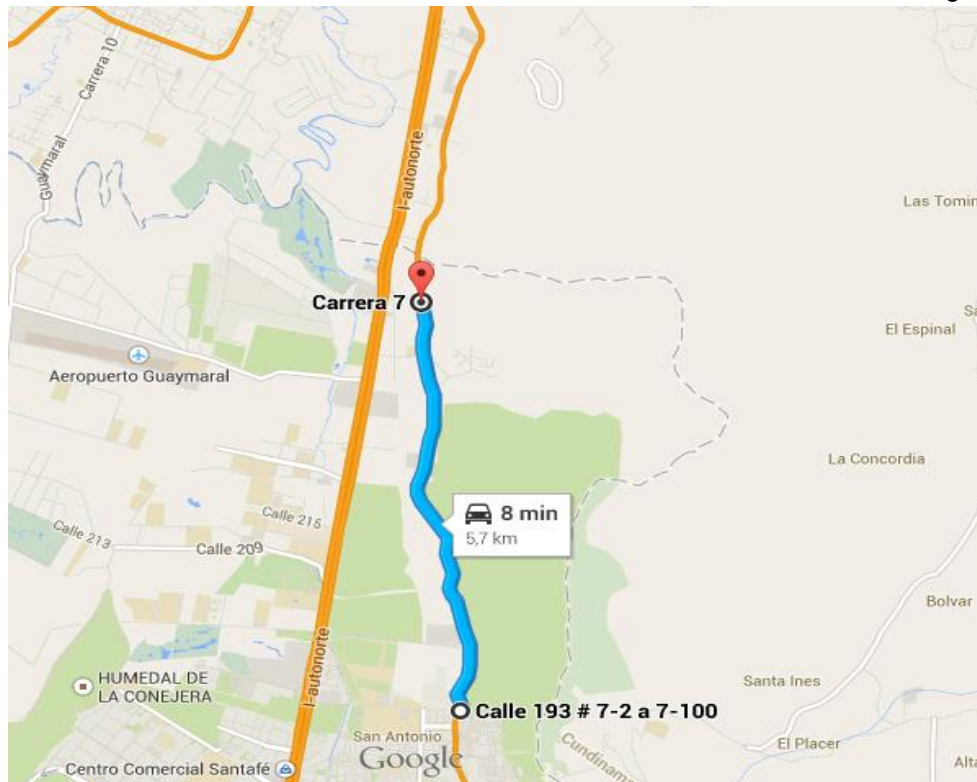 g
Carrera 10
Guaymaral
l-autonorte
Las Tomin
Carrera 7
El Espinal
Aeropuerto Guaymaral
La Concordia
8 min
5,7 km
Calle 215
Calle 213
Calle 209
Bolvar
l-autonorte
HUMEDAL DE
LA CONEJERA
Santa Ines
Calle 193 # 7-2 a 7-100
San Antonio
Google
Cundinama
El Placer
Centro Comercial Santafé